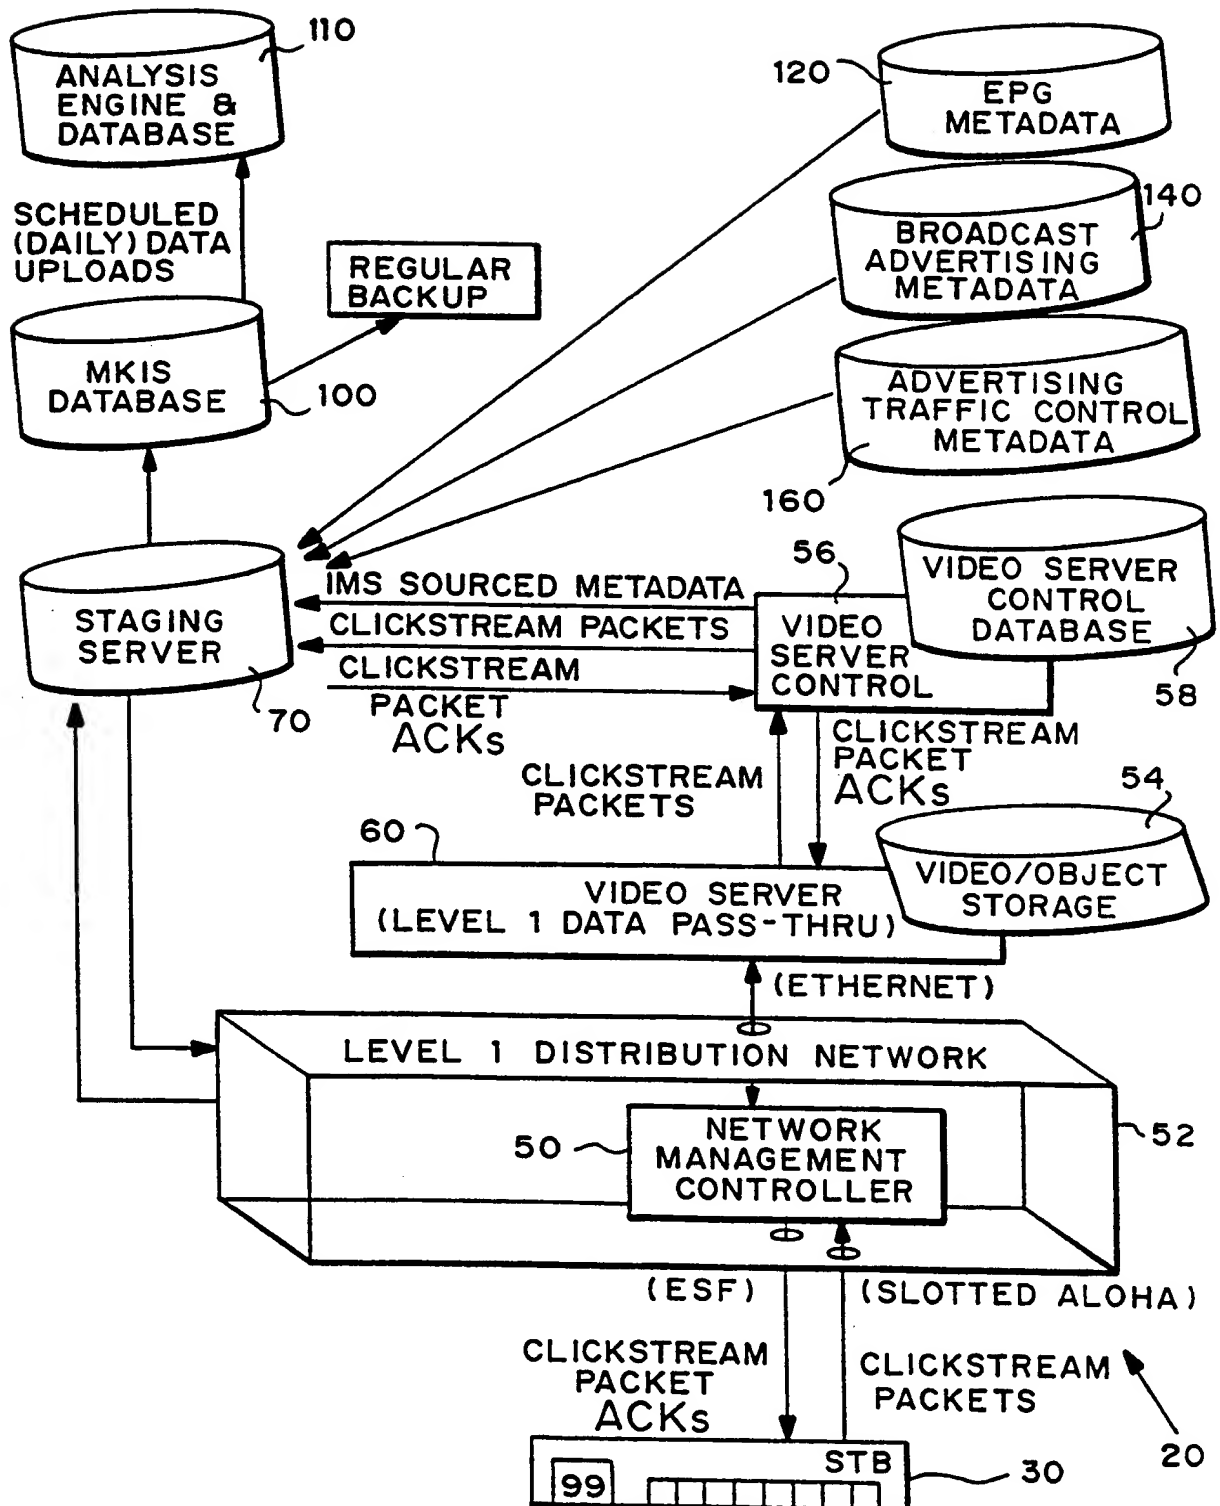 110
ANALYSIS
ENGINE &
DATABASE
120
EPG
METADATA
SCHEDULED
(DAILY) DATA
UPLOADS
140
BROADCAST
ADVERTISING
METADATA
REGULAR
BACKUP
MKIS
DATABASE
100
ADVERTISING
TRAFFIC CONTROL
METADATA
160
56
VIDEO SERVER
CONTROL
DATABASE
58
STAGING
SERVER
70
IMS SOURCED METADATA
CLICKSTREAM PACKETS
CLICKSTREAM
PACKET
ACKs
VIDEO
SERVER
CONTROL
CLICKSTREAM
PACKETS
CLICKSTREAM
PACKET
ACKs
54
VIDEO/OBJECT
STORAGE
60
VIDEO SERVER
(LEVEL 1 DATA PASS-THRU)
(ETHERNET)
LEVEL 1 DISTRIBUTION NETWORK
50
NETWORK
MANAGEMENT
CONTROLLER
52
(ESF)
(SLOTTED ALOHA)
CLICKSTREAM
PACKET
ACKs
CLICKSTREAM
PACKETS
20
STB
99
30